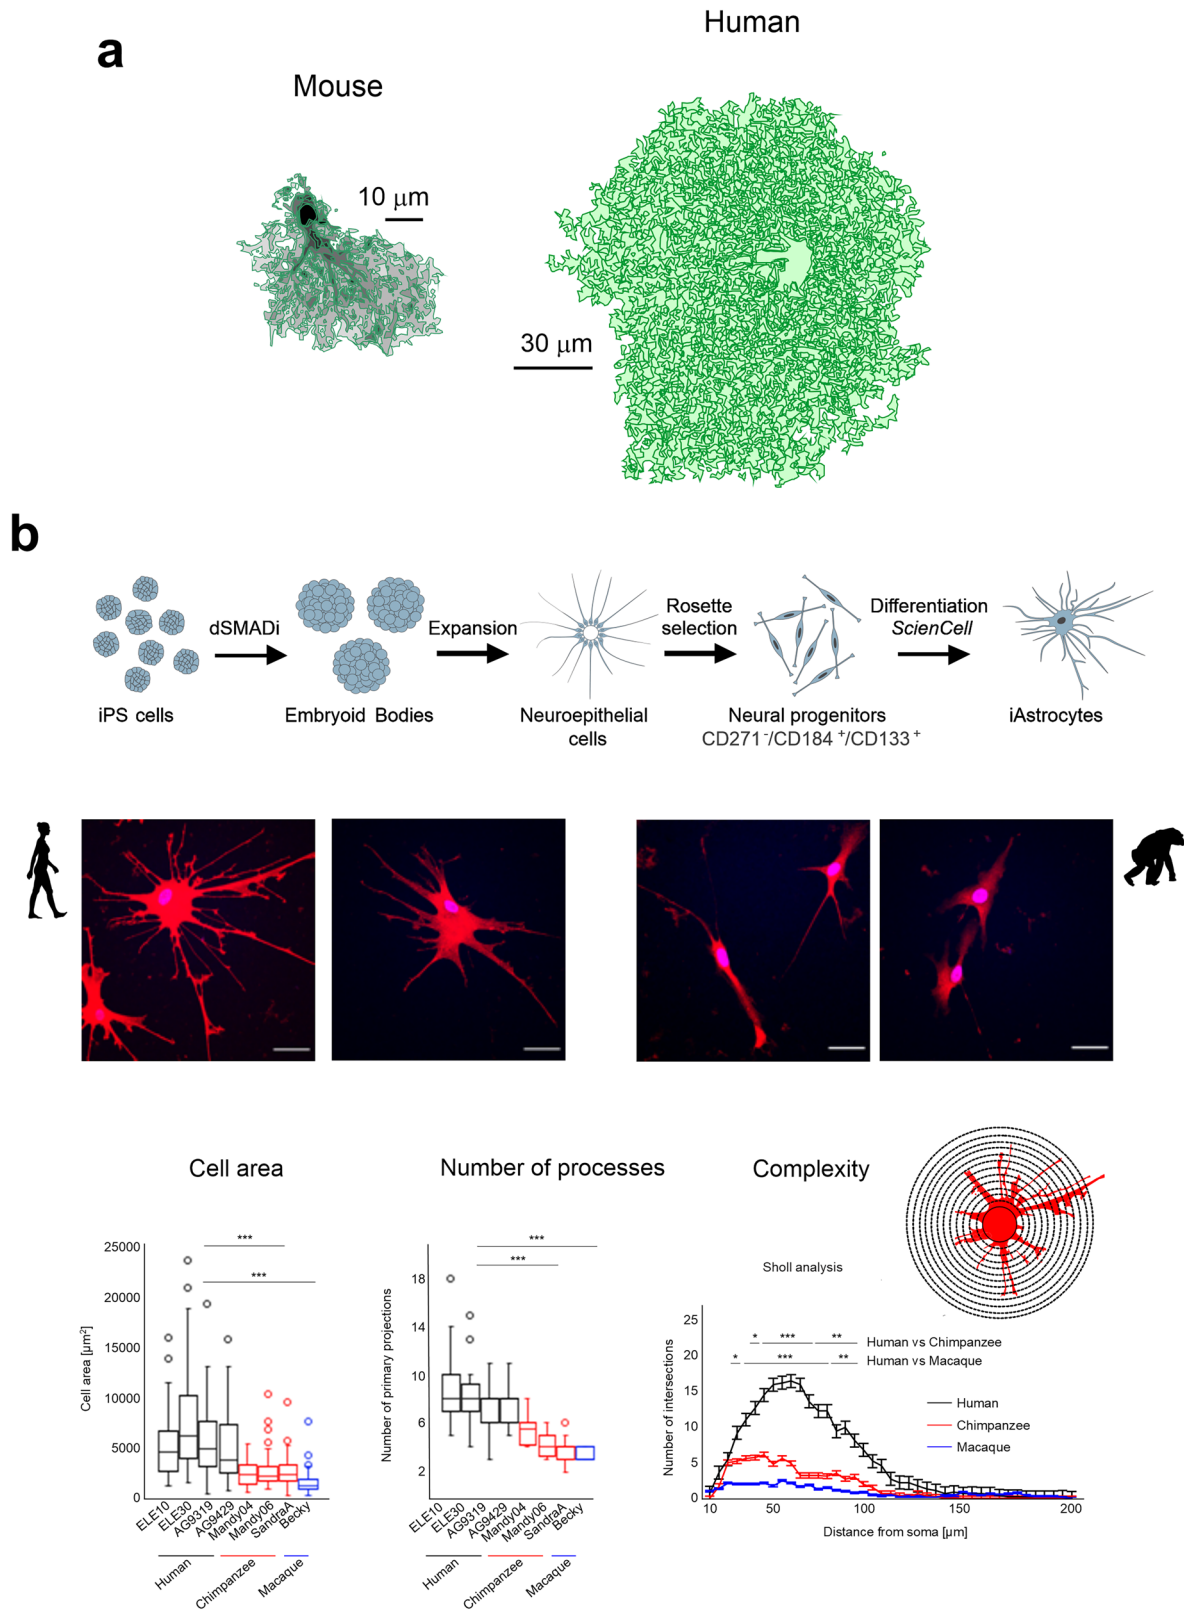 a
Mouse
Human
10 μm
30 μm
b
dSMADi
Expansion
Rosette
selection
Differentiation
ScienCell
iPS cells
Embryoid Bodies
Neuroepithelial
cells
Neural progenitors
CD271⁻/CD184⁺/CD133⁺
iAstrocytes
Cell area
Cell area [μm²]
25000
20000
15000
10000
5000
0
***
***
ELE10
ELE30
AG9319
AG9429
Mandy04
Mandy06
SandraA
Becky
Human
Chimpanzee
Macaque
Number of processes
Number of primary projections
18
14
10
6
2
***
***
ELE10
ELE30
AG9319
AG9429
Mandy04
Mandy06
SandraA
Becky
Human
Chimpanzee
Macaque
Complexity
Sholl analysis
Number of intersections
25
20
15
10
5
0
* *** ** Human vs Chimpanzee
* *** ** Human vs Macaque
Human
Chimpanzee
Macaque
10 50 100 150 200
Distance from soma [μm]